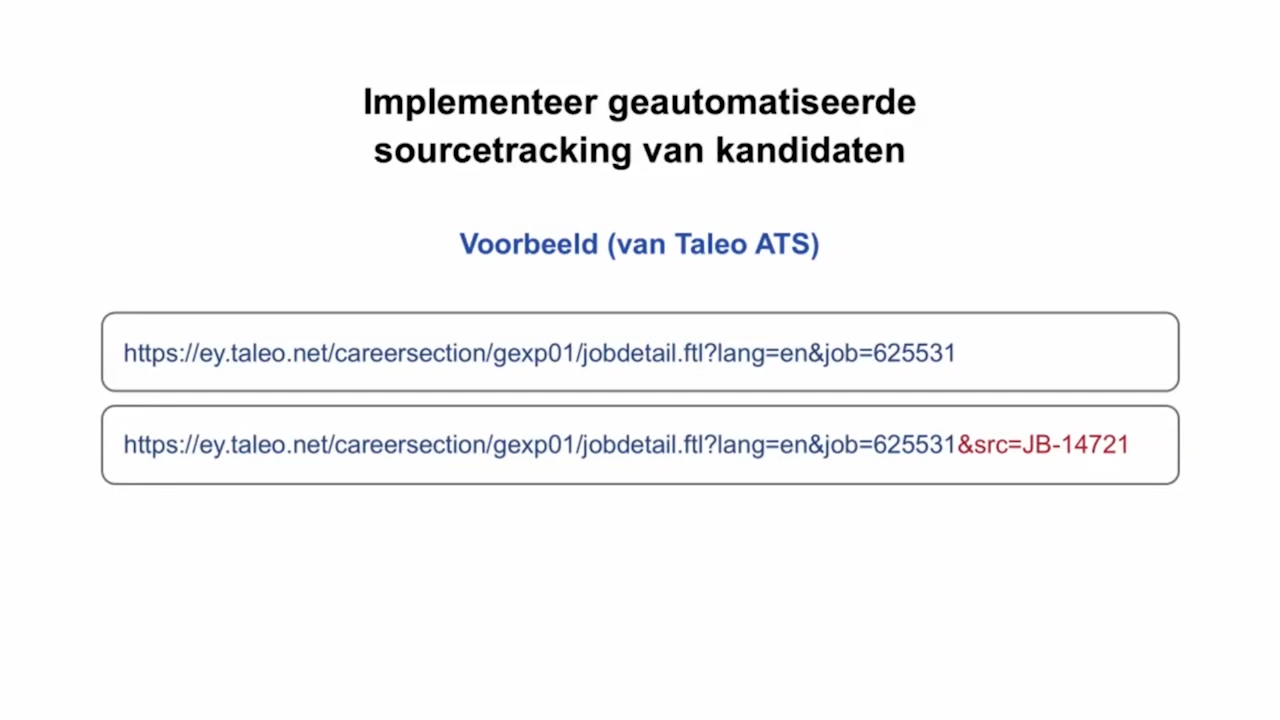 Implementeer geautomatiseerde
sourcetracking van kandidaten
Voorbeeld (van Taleo ATS)
https://ey.taleo.net/careersection/gexp01/jobdetail.ftl?lang=en&job=625531
https://ey.taleo.net/careersection/gexp01/jobdetail.ftl?lang=en&job=625531&src=JB-14721